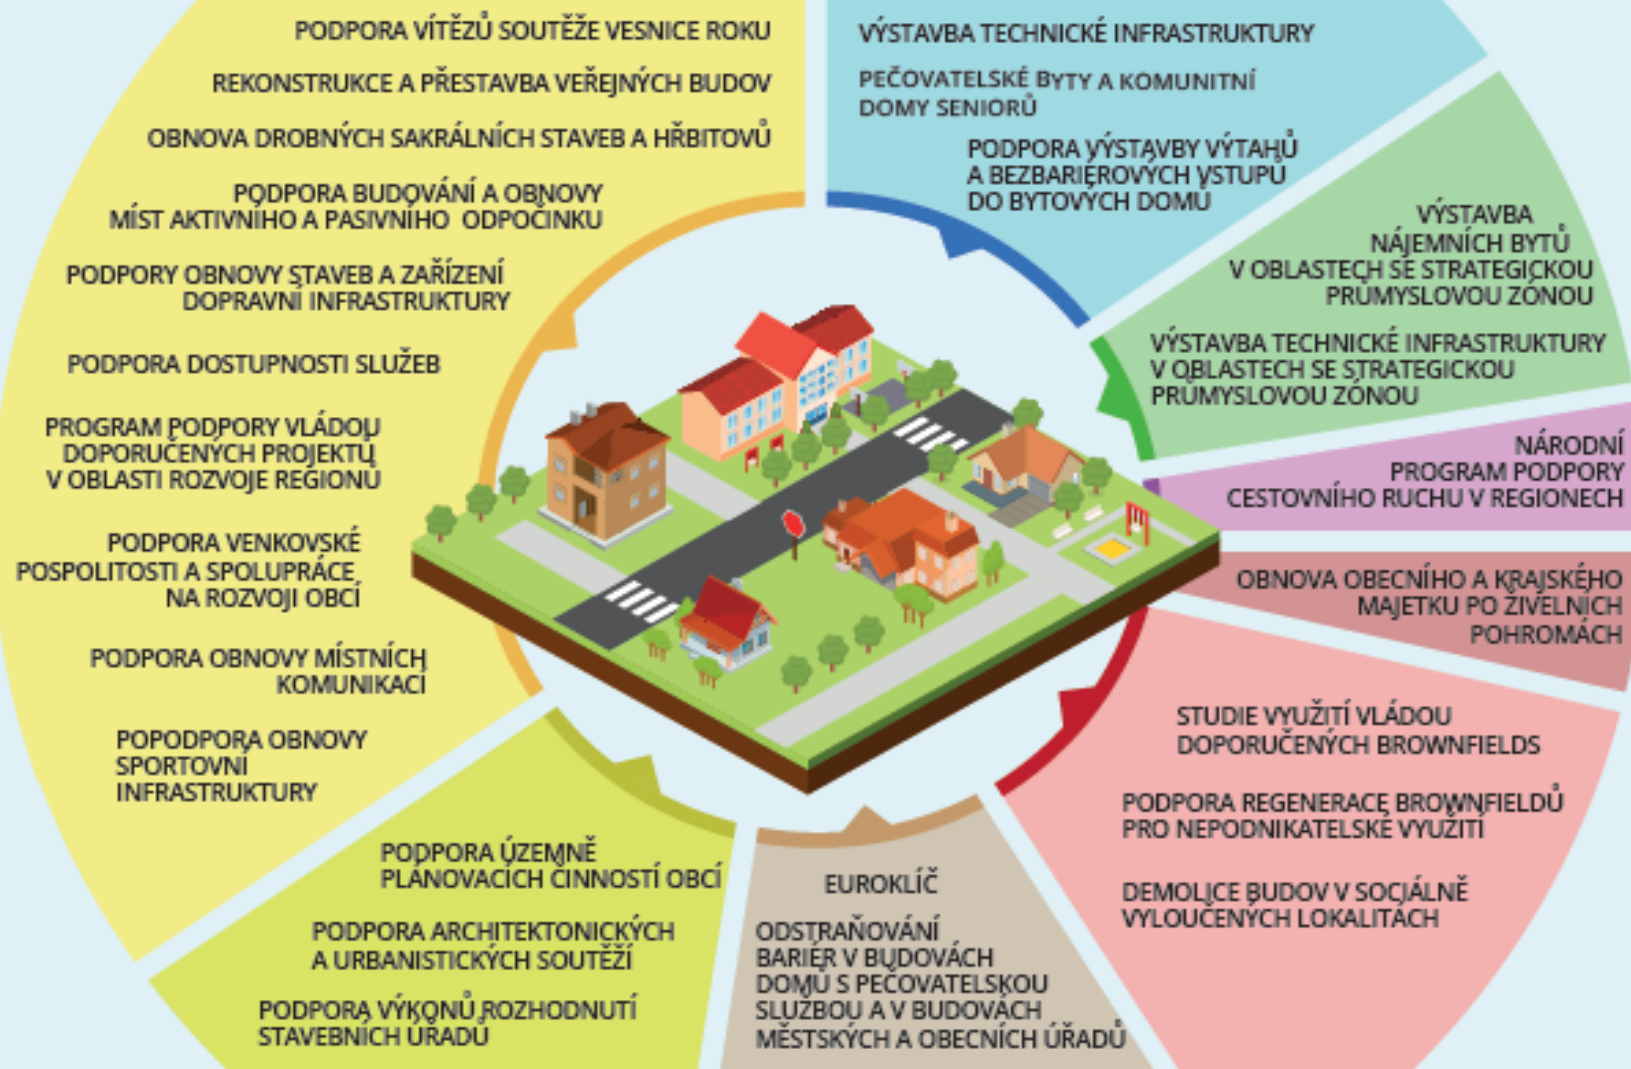 PODPORA VÍTĚZŮ SOUTĚŽE VESNICE ROKU
REKONSTRUKCE A PŘESTAVBA VEŘEJNÝCH BUDOV
OBNOVA DROBNÝCH SAKRÁLNÍCH STAVEB A HŘBITOVŮ
PODPORA BUDOVÁNÍ A OBNOVY
MÍST AKTIVNÍHO A PASIVNÍHO ODPOČINKU
PODPORY OBNOVY STAVEB A ZAŘÍZENÍ
DOPRAVNÍ INFRASTRUKTURY
PODPORA DOSTUPNOSTI SLUŽEB
PROGRAM PODPORY VLÁDOU
DOPORUČENÝCH PROJEKTŮ
V OBLASTI ROZVOJE REGIONŮ
PODPORA VENKOVSKÉ
POSPOLITOSTI A SPOLUPRÁCE
NA ROZVOJI OBCÍ
PODPORA OBNOVY MÍSTNÍCH
KOMUNIKACÍ
POPODPORA OBNOVY
SPORTOVNÍ
INFRASTRUKTURY
VÝSTAVBA TECHNICKÉ INFRASTRUKTURY
PEČOVATELSKÉ BYTY A KOMUNITNÍ
DOMY SENIORŮ
PODPORA VÝSTAVBY VÝTAHŮ
A BEZBARIÉROVÝCH VSTUPŮ
DO BYTOVÝCH DOMŮ
VÝSTAVBA
NÁJEMNÍCH BYTŮ
V OBLASTECH SE STRATEGICKOU
PRŮMYSLOVOU ZÓNOU
VÝSTAVBA TECHNICKÉ INFRASTRUKTURY
V OBLASTECH SE STRATEGICKOU
PRŮMYSLOVOU ZÓNOU
NÁRODNÍ
PROGRAM PODPORY
CESTOVNÍHO RUCHU V REGIONECH
OBNOVA OBECNÍHO A KRAJSKÉHO
MAJETKU PO ŽIVELNÍCH
POHROMÁCH
STUDIE VYUŽITÍ VLÁDOU
DOPORUČENÝCH BROWNFIELDS
PODPORA REGENERACE BROWNFIELDŮ
PRO NEPODNIKATELSKÉ VYUŽITÍ
DEMOLICE BUDOV V SOCIÁLNĚ
VYLOUČENÝCH LOKALITÁCH
EUROKLÍČ
ODSTRAŇOVÁNÍ
BARIÉR V BUDOVÁCH
DOMŮ S PEČOVATELSKOU
SLUŽBOU A V BUDOVÁCH
MĚSTSKÝCH A OBECNÍCH ÚŘADŮ
PODPORA ÚZEMNĚ
PLÁNOVACÍCH ČINNOSTÍ OBCÍ
PODPORA ARCHITEKTONICKÝCH
A URBANISTICKÝCH SOUTĚŽÍ
PODPORA VÝKONŮ ROZHODNUTÍ
STAVEBNÍCH ÚŘADŮ